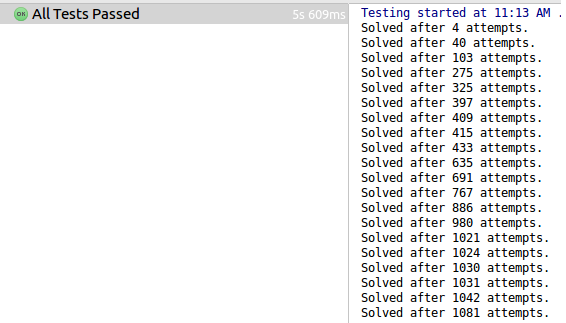 OK All Tests Passed 5s 609ms
Testing started at 11:13 AM .
Solved after 4 attempts.
Solved after 40 attempts.
Solved after 103 attempts.
Solved after 275 attempts.
Solved after 325 attempts.
Solved after 397 attempts.
Solved after 409 attempts.
Solved after 415 attempts.
Solved after 433 attempts.
Solved after 635 attempts.
Solved after 691 attempts.
Solved after 767 attempts.
Solved after 886 attempts.
Solved after 980 attempts.
Solved after 1021 attempts.
Solved after 1024 attempts.
Solved after 1030 attempts.
Solved after 1031 attempts.
Solved after 1042 attempts.
Solved after 1081 attempts.